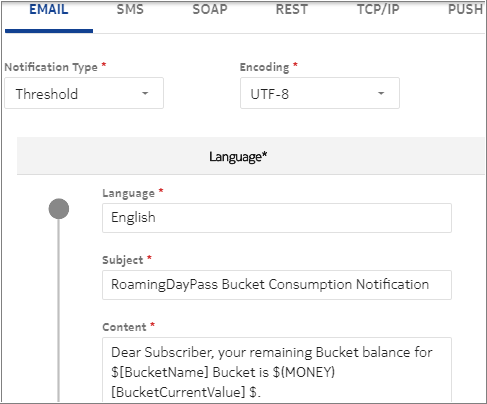 EMAIL SMS SOAP REST TCP/IP PUSH
Notification Type * Encoding *
Threshold UTF-8
Language*
Language *
English
Subject *
RoamingDayPass Bucket Consumption Notification
Content *
Dear Subscriber, your remaining Bucket balance for
$[BucketName] Bucket is $(MONEY)
[BucketCurrentValue] $.